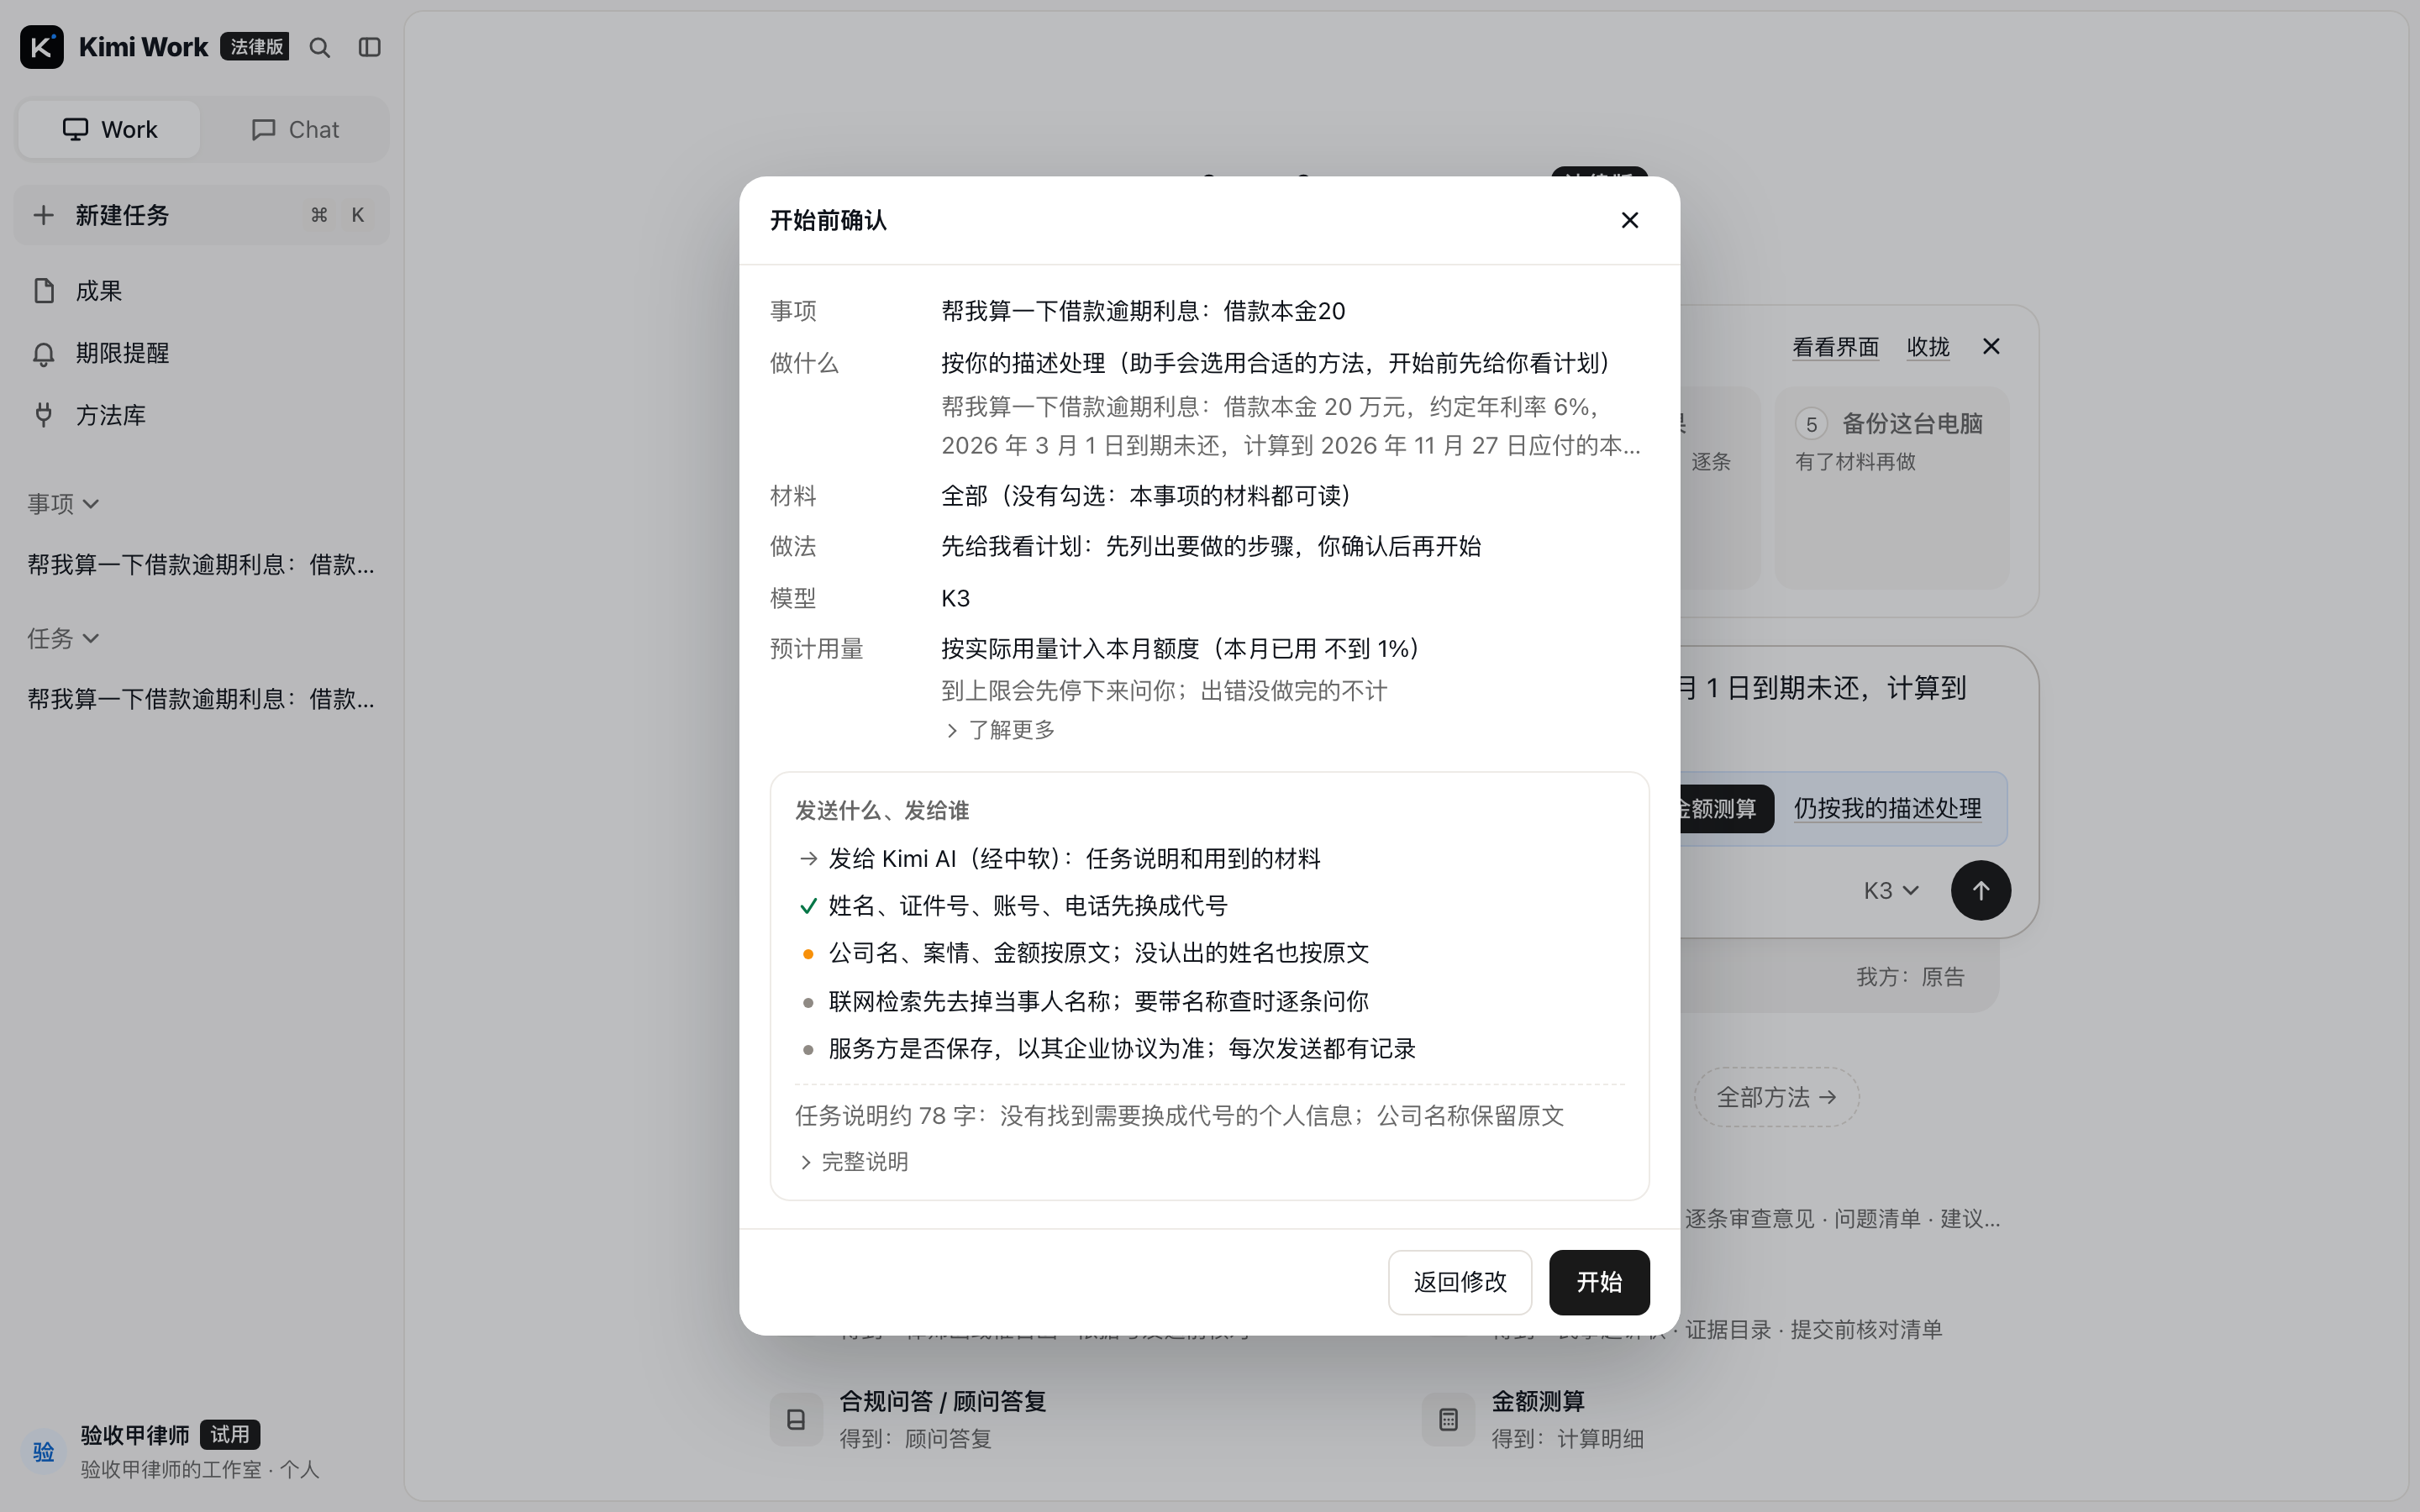 Kimi Work 法律版
Work
Chat
新建任务 ⌘ K
成果
期限提醒
方法库
事项
帮我算一下借款逾期利息：借款...
任务
帮我算一下借款逾期利息：借款...
验 验收甲律师 试用
验收甲律师的工作室 · 个人
开始前确认
事项 帮我算一下借款逾期利息：借款本金20
做什么 按你的描述处理（助手会选用合适的方法，开始前先给你看计划）
帮我算一下借款逾期利息：借款本金 20 万元，约定年利率 6%，
2026 年 3 月 1 日到期未还，计算到 2026 年 11 月 27 日应付的本...
材料 全部（没有勾选：本事项的材料都可读）
做法 先给我看计划：先列出要做的步骤，你确认后再开始
模型 K3
预计用量 按实际用量计入本月额度（本月已用 不到 1%）
到上限会先停下来问你；出错没做完的不计
了解更多
发送什么、发给谁
→ 发给 Kimi AI（经中软）：任务说明和用到的材料
姓名、证件号、账号、电话先换成代号
公司名、案情、金额按原文；没认出的姓名也按原文
联网检索先去掉当事人名称；要带名称查时逐条问你
服务方是否保存，以其企业协议为准；每次发送都有记录
任务说明约 78 字：没有找到需要换成代号的个人信息；公司名称保留原文
完整说明
返回修改
开始
看看界面 收拢
5 备份这台电脑
逐条
有了材料再做
月 1 日到期未还，计算到
金额测算 仍按我的描述处理
K3
我方：原告
全部方法 →
逐条审查意见 · 问题清单 · 建议...
· 证据目录 · 提交前核对清单
合规问答 / 顾问答复
得到：顾问答复
金额测算
得到：计算明细